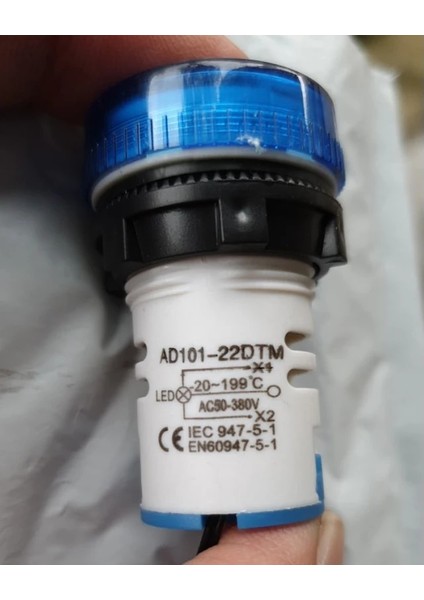 AD101-22DTM
X1
-20~199℃
LED
AC50-380V
X2
CE IEC 947-5-1
EN60947-5-1